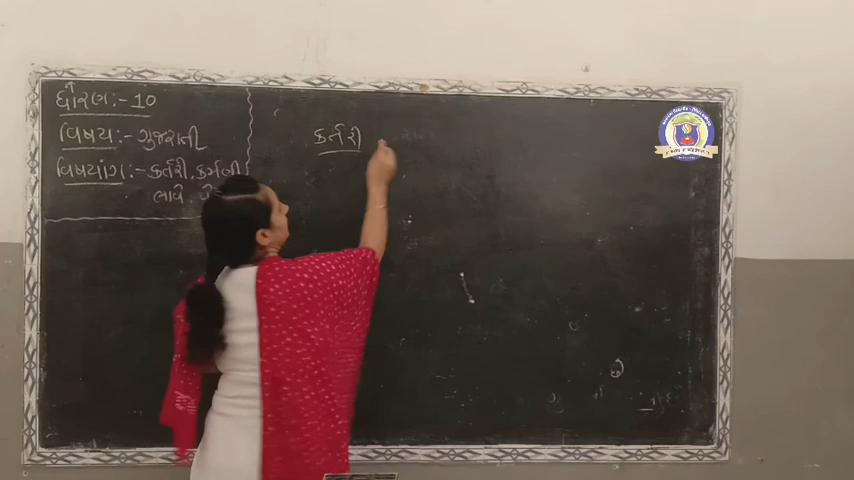 ધોરણ :- 10
વિષય :- ગુજરાતી
વિષયાંગ :- કર્તરી, કર્મણી
ભાવે
કર્તરી